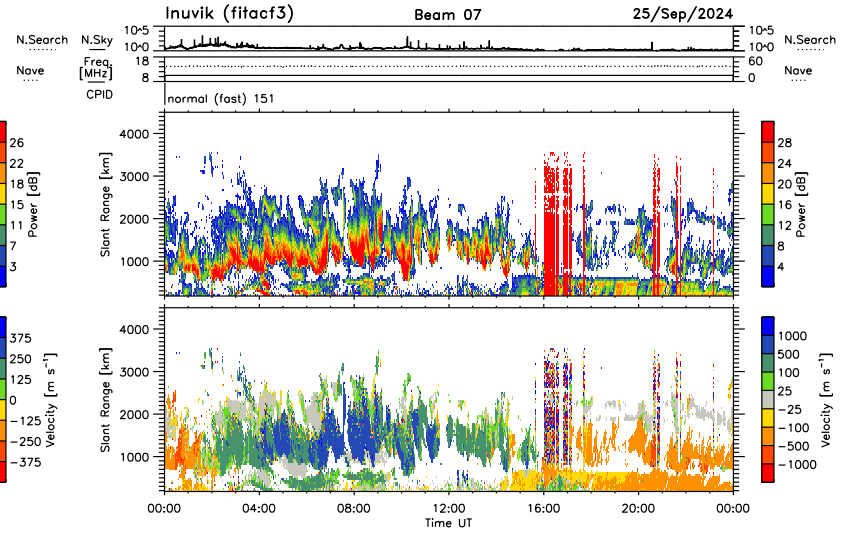 Inuvik (fitacf3) Beam 07 25/Sep/2024
N.Search N.Sky 10^5 10^0 10^5 10^0 N.Search
Nave Freq. [MHz] 18 8 60 0 Nave
CPID
normal (fast) 151
26 22 18 15 11 7 3
Power [dB]
Slant Range [km]
4000 3000 2000 1000
28 24 20 16 12 8 4
Power [dB]
375 250 125 0 −125 −250 −375
Velocity [m s⁻¹]
Slant Range [km]
4000 3000 2000 1000
1000 500 100 25 −25 −100 −500 −1000
Velocity [m s⁻¹]
00:00 04:00 08:00 12:00 16:00 20:00 00:00
Time UT